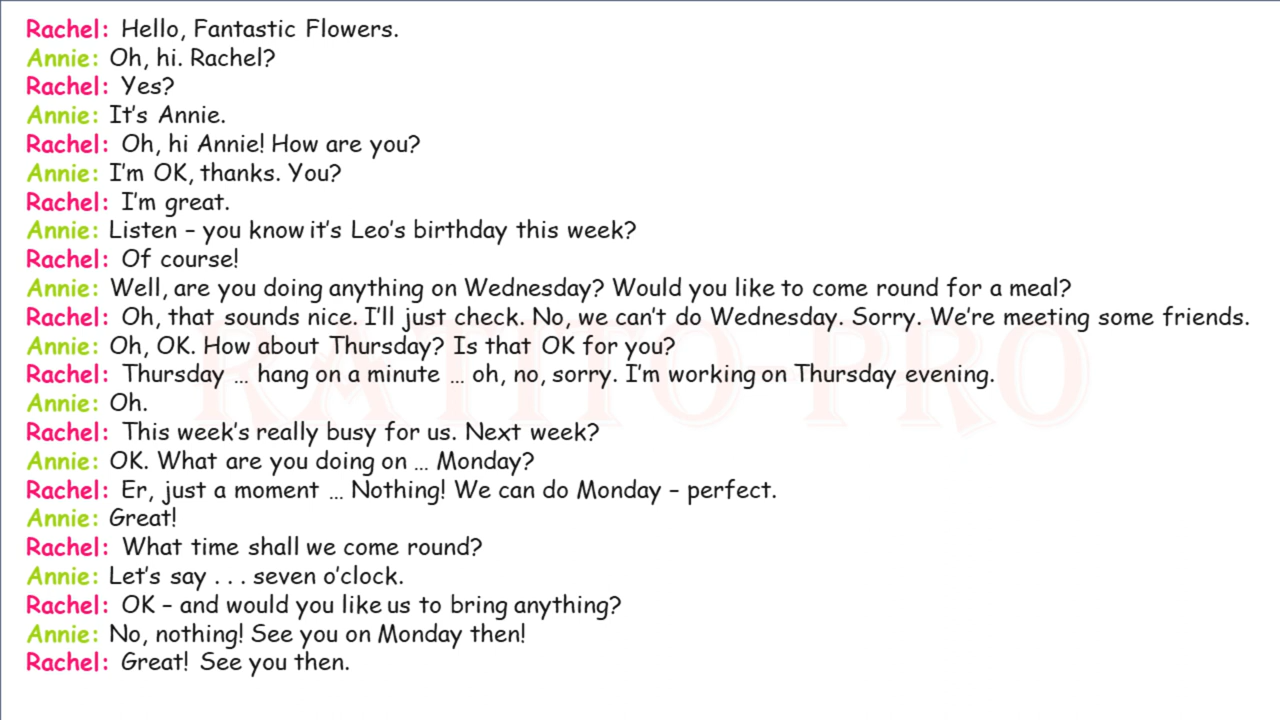 Rachel: Hello, Fantastic Flowers.
Annie: Oh, hi. Rachel?
Rachel: Yes?
Annie: It's Annie.
Rachel: Oh, hi Annie! How are you?
Annie: I'm OK, thanks. You?
Rachel: I'm great.
Annie: Listen – you know it's Leo's birthday this week?
Rachel: Of course!
Annie: Well, are you doing anything on Wednesday? Would you like to come round for a meal?
Rachel: Oh, that sounds nice. I'll just check. No, we can't do Wednesday. Sorry. We're meeting some friends.
Annie: Oh, OK. How about Thursday? Is that OK for you?
Rachel: Thursday … hang on a minute … oh, no, sorry. I'm working on Thursday evening.
Annie: Oh.
Rachel: This week's really busy for us. Next week?
Annie: OK. What are you doing on … Monday?
Rachel: Er, just a moment … Nothing! We can do Monday – perfect.
Annie: Great!
Rachel: What time shall we come round?
Annie: Let's say . . . seven o'clock.
Rachel: OK – and would you like us to bring anything?
Annie: No, nothing! See you on Monday then!
Rachel: Great! See you then.
RATITO-PRO